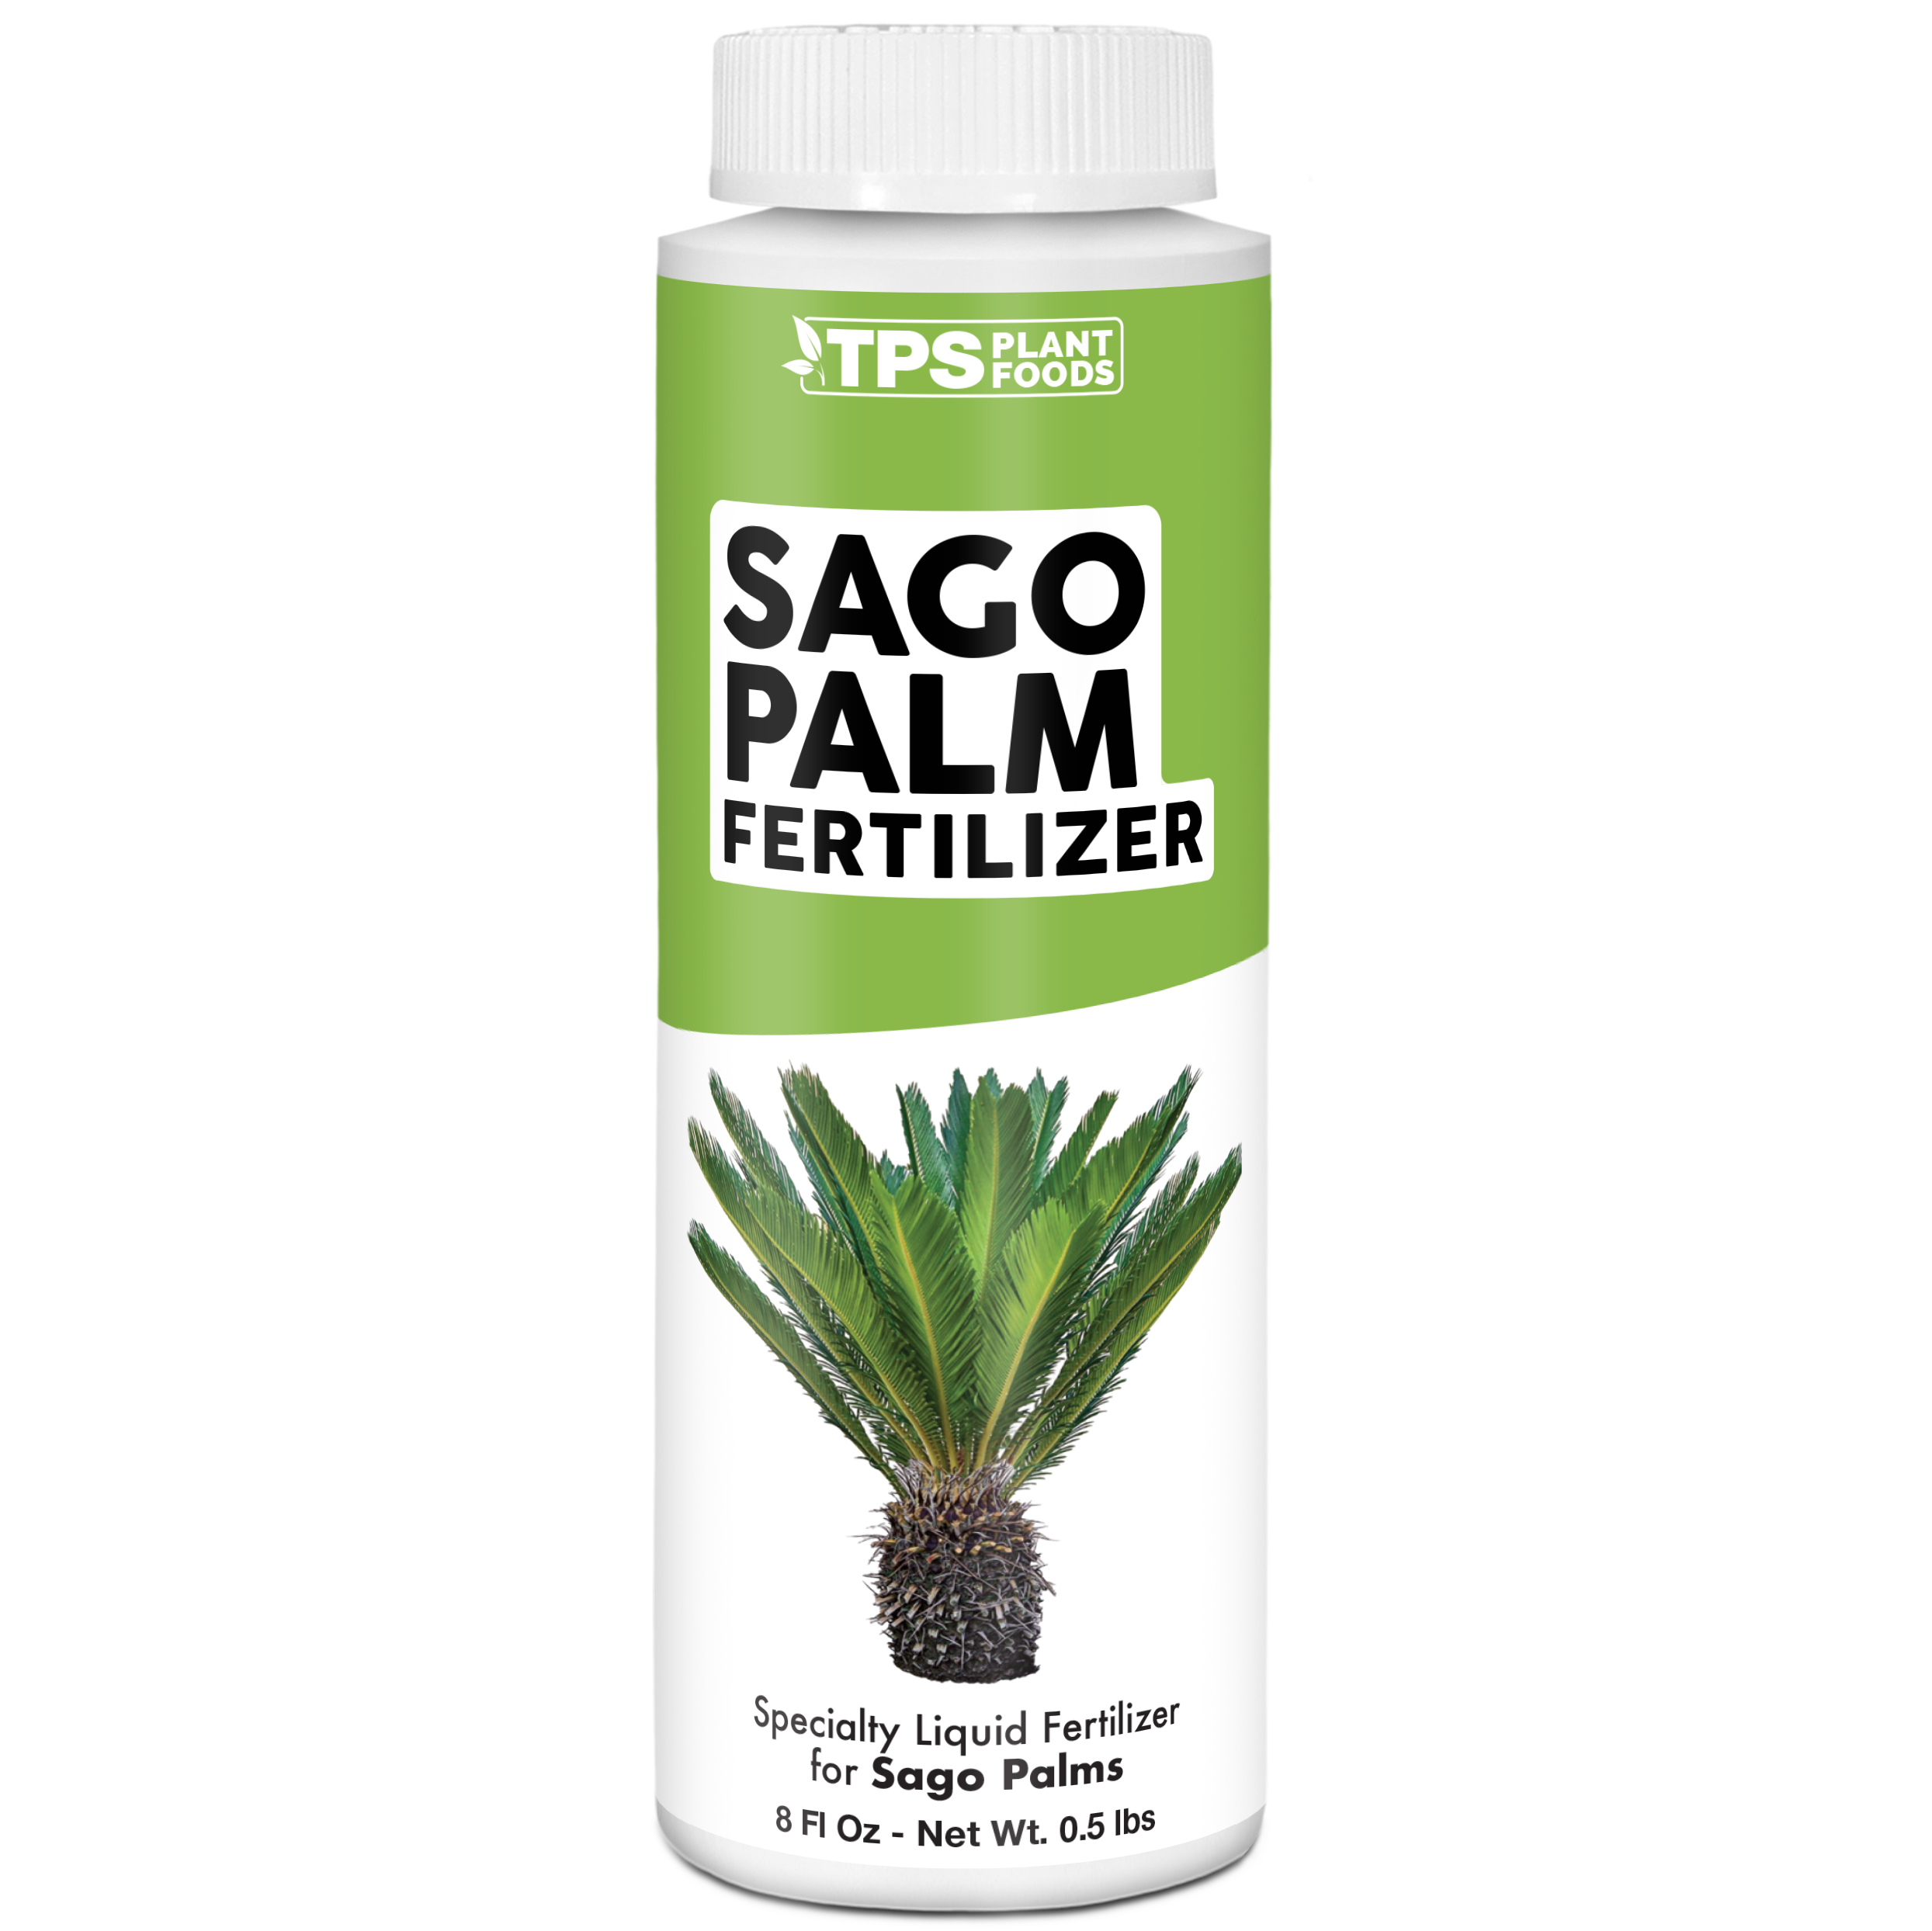 TPS PLANT FOODS
SAGO
PALM
FERTILIZER
Specialty Liquid Fertilizer
for Sago Palms
8 Fl Oz - Net Wt. 0.5 lbs